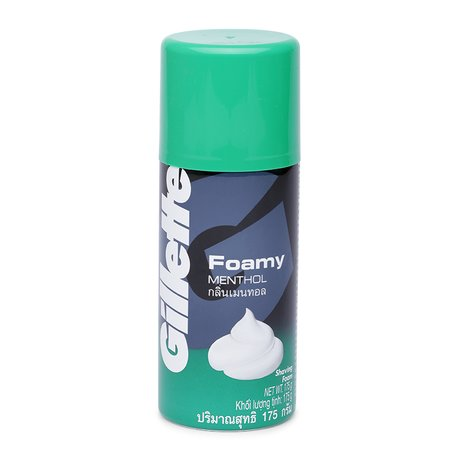 Gillette
Foamy
MENTHOL
กลิ่นเมนทอล
Shaving
Foam
NET WT. 175g
Khối lượng tịnh: 175g
ปริมาณสุทธิ 175 กรัม